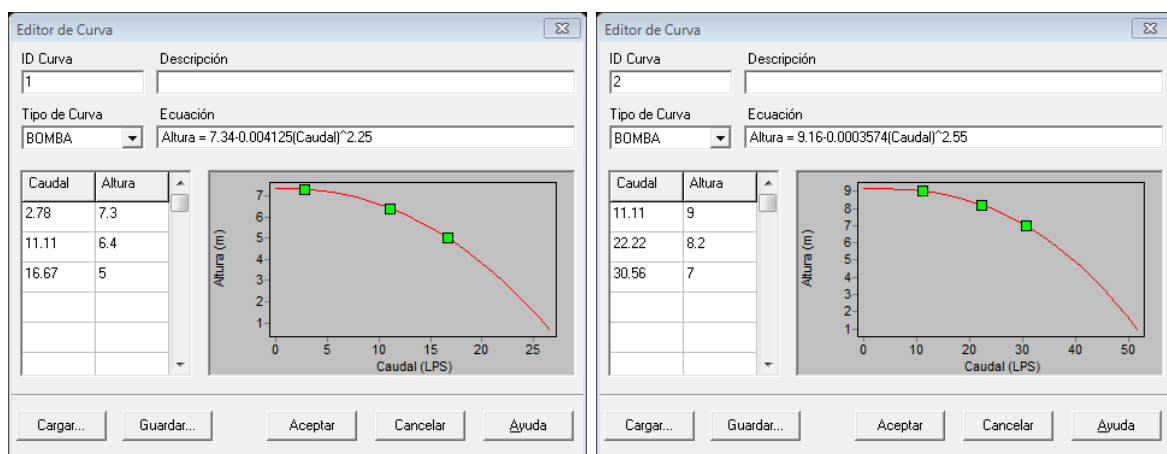 Editor de Curva
ID Curva Descripción
1
Tipo de Curva Ecuación
BOMBA Altura = 7.34-0.004125(Caudal)^2.25
Caudal Altura
2.78 7.3
11.11 6.4
16.67 5
Altura (m)
7
6
5
4
3
2
1
0 5 10 15 20 25
Caudal (LPS)
Cargar... Guardar... Aceptar Cancelar Ayuda
Editor de Curva
ID Curva Descripción
2
Tipo de Curva Ecuación
BOMBA Altura = 9.16-0.0003574(Caudal)^2.55
Caudal Altura
11.11 9
22.22 8.2
30.56 7
Altura (m)
9
8
7
6
5
4
3
2
1
0 10 20 30 40 50
Caudal (LPS)
Cargar... Guardar... Aceptar Cancelar Ayuda